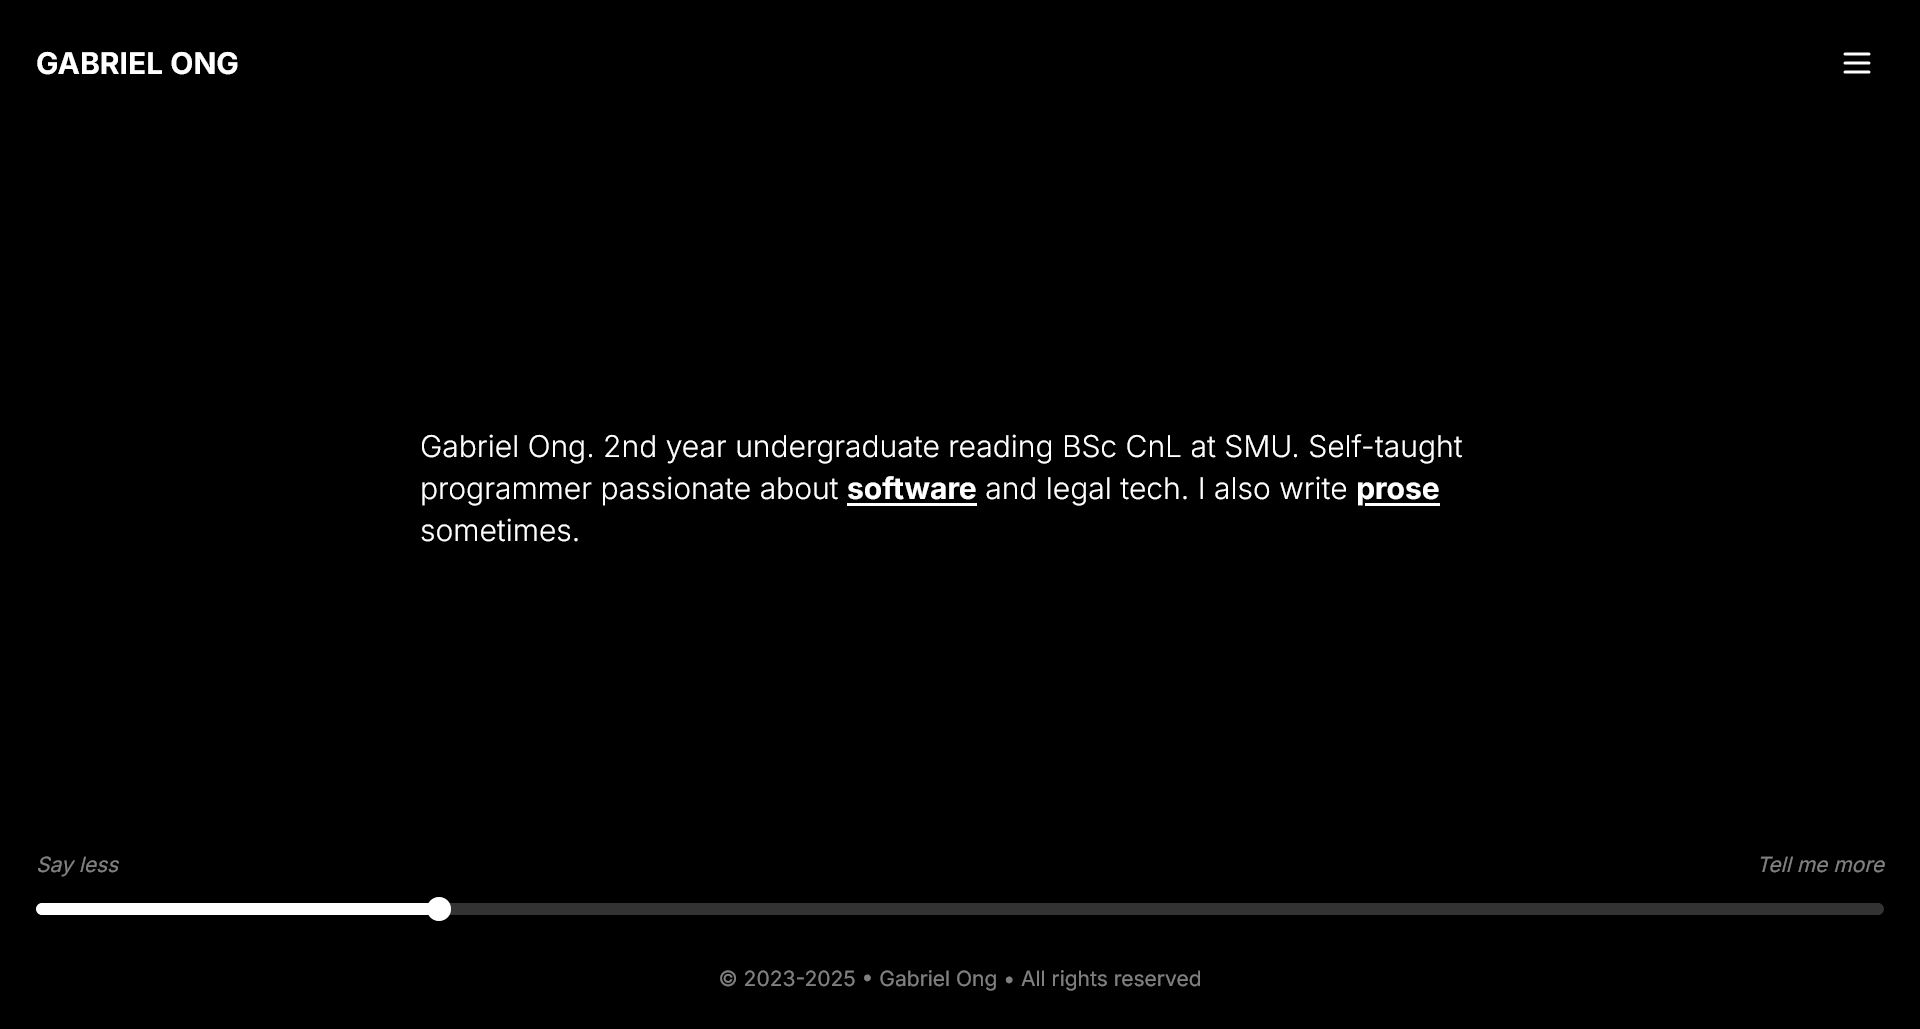 GABRIEL ONG
Gabriel Ong. 2nd year undergraduate reading BSc CnL at SMU. Self-taught
programmer passionate about software and legal tech. I also write prose
sometimes.
Say less
Tell me more
© 2023-2025 • Gabriel Ong • All rights reserved